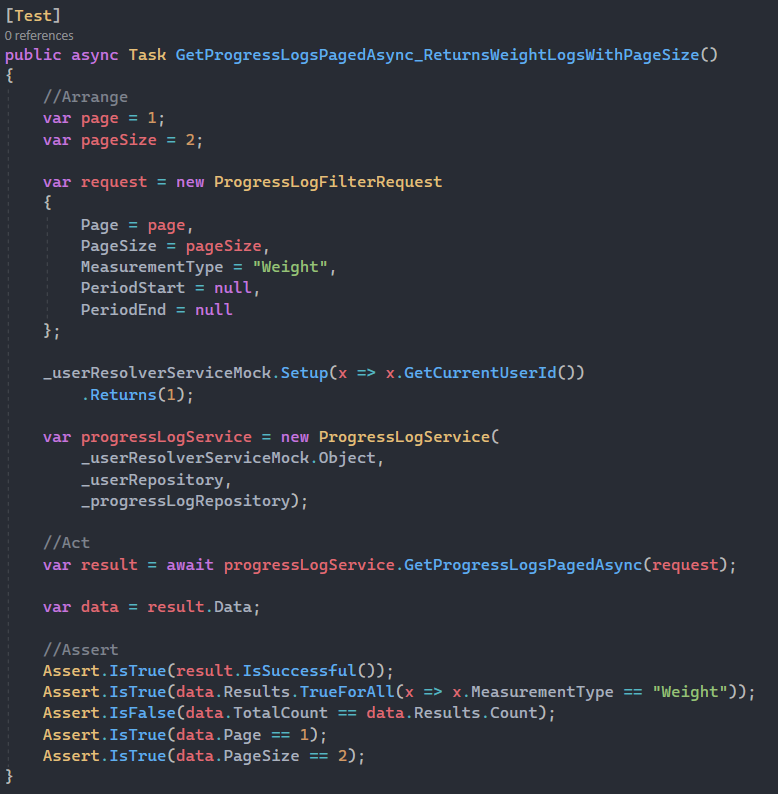 [Test]
0 references
public async Task GetProgressLogsPagedAsync_ReturnsWeightLogsWithPageSize()
{
    //Arrange
    var page = 1;
    var pageSize = 2;

    var request = new ProgressLogFilterRequest
    {
        Page = page,
        PageSize = pageSize,
        MeasurementType = "Weight",
        PeriodStart = null,
        PeriodEnd = null
    };

    _userResolverServiceMock.Setup(x => x.GetCurrentUserId())
        .Returns(1);

    var progressLogService = new ProgressLogService(
        _userResolverServiceMock.Object,
        _userRepository,
        _progressLogRepository);

    //Act
    var result = await progressLogService.GetProgressLogsPagedAsync(request);

    var data = result.Data;

    //Assert
    Assert.IsTrue(result.IsSuccessful());
    Assert.IsTrue(data.Results.TrueForAll(x => x.MeasurementType == "Weight"));
    Assert.IsFalse(data.TotalCount == data.Results.Count);
    Assert.IsTrue(data.Page == 1);
    Assert.IsTrue(data.PageSize == 2);
}